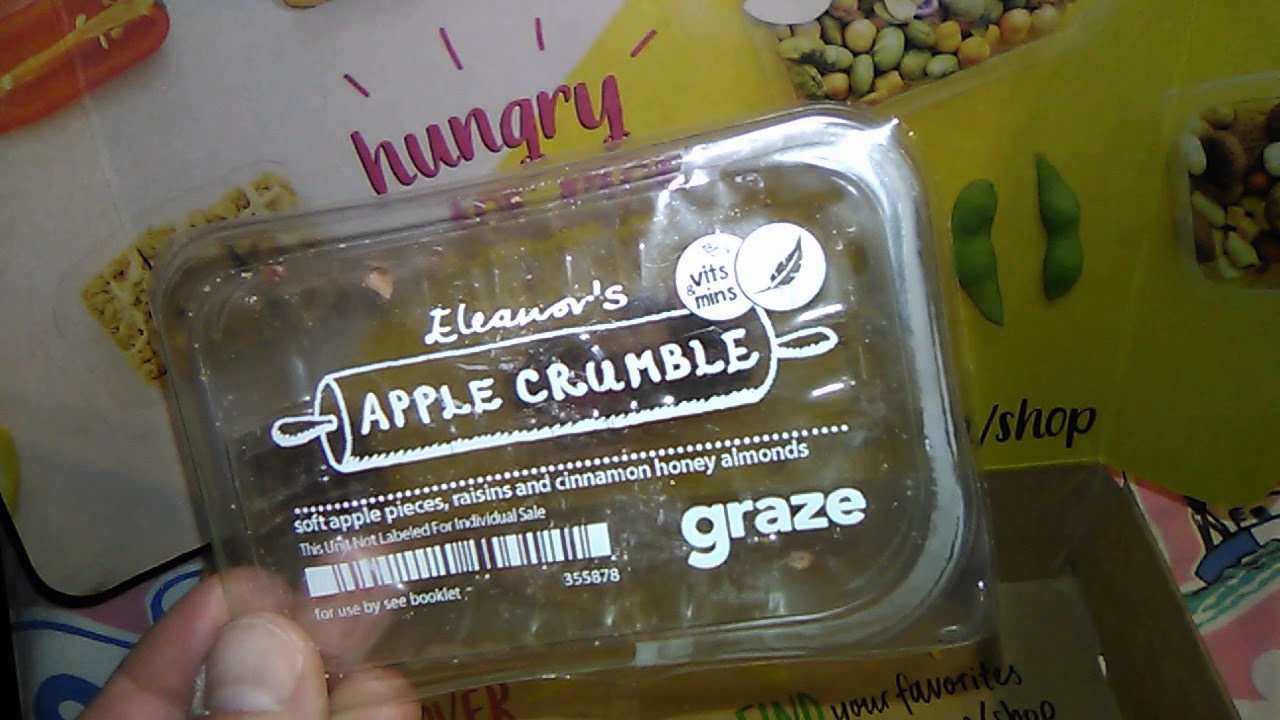 hungry
Eleanor's
vits
& mins
APPLE CRUMBLE
/shop
soft apple pieces, raisins and cinnamon honey almonds
This Unit Not Labeled For Individual Sale
graze
355878
for use by see booklet
FIND your favorites
/shop